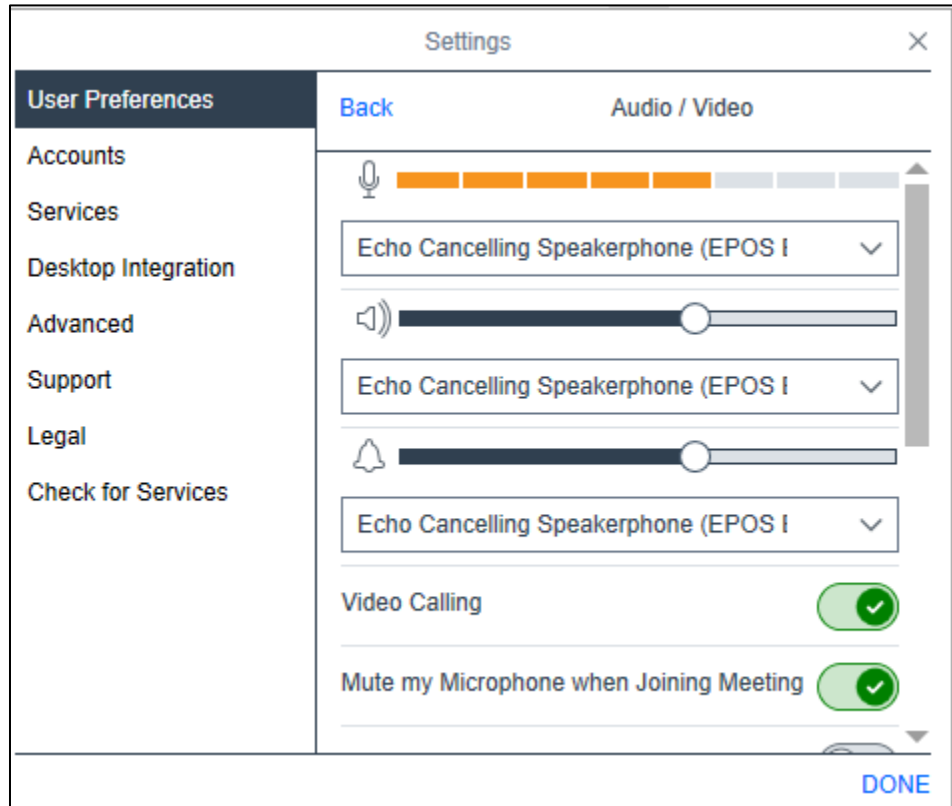 Settings
User Preferences
Back
Audio / Video
Accounts
Services
Desktop Integration
Advanced
Support
Legal
Check for Services
Echo Cancelling Speakerphone (EPOS E
Echo Cancelling Speakerphone (EPOS E
Echo Cancelling Speakerphone (EPOS E
Video Calling
Mute my Microphone when Joining Meeting
DONE